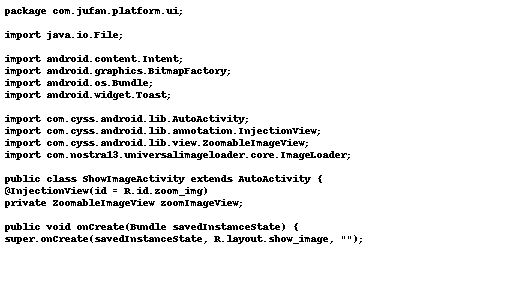 package com.jufan.platform.ui;
import java.io.File;
import android.content.Intent;
import android.graphics.BitmapFactory;
import android.os.Bundle;
import android.widget.Toast;
import com.cyss.android.lib.AutoActivity;
import com.cyss.android.lib.annotation.InjectionView;
import com.cyss.android.lib.view.ZoomableImageView;
import com.nostra13.universalimageloader.core.ImageLoader;
public class ShowImageActivity extends AutoActivity {
@InjectionView(id = R.id.zoom_img)
private ZoomableImageView zoomImageView;
public void onCreate(Bundle savedInstanceState) {
super.onCreate(savedInstanceState, R.layout.show_image, "");